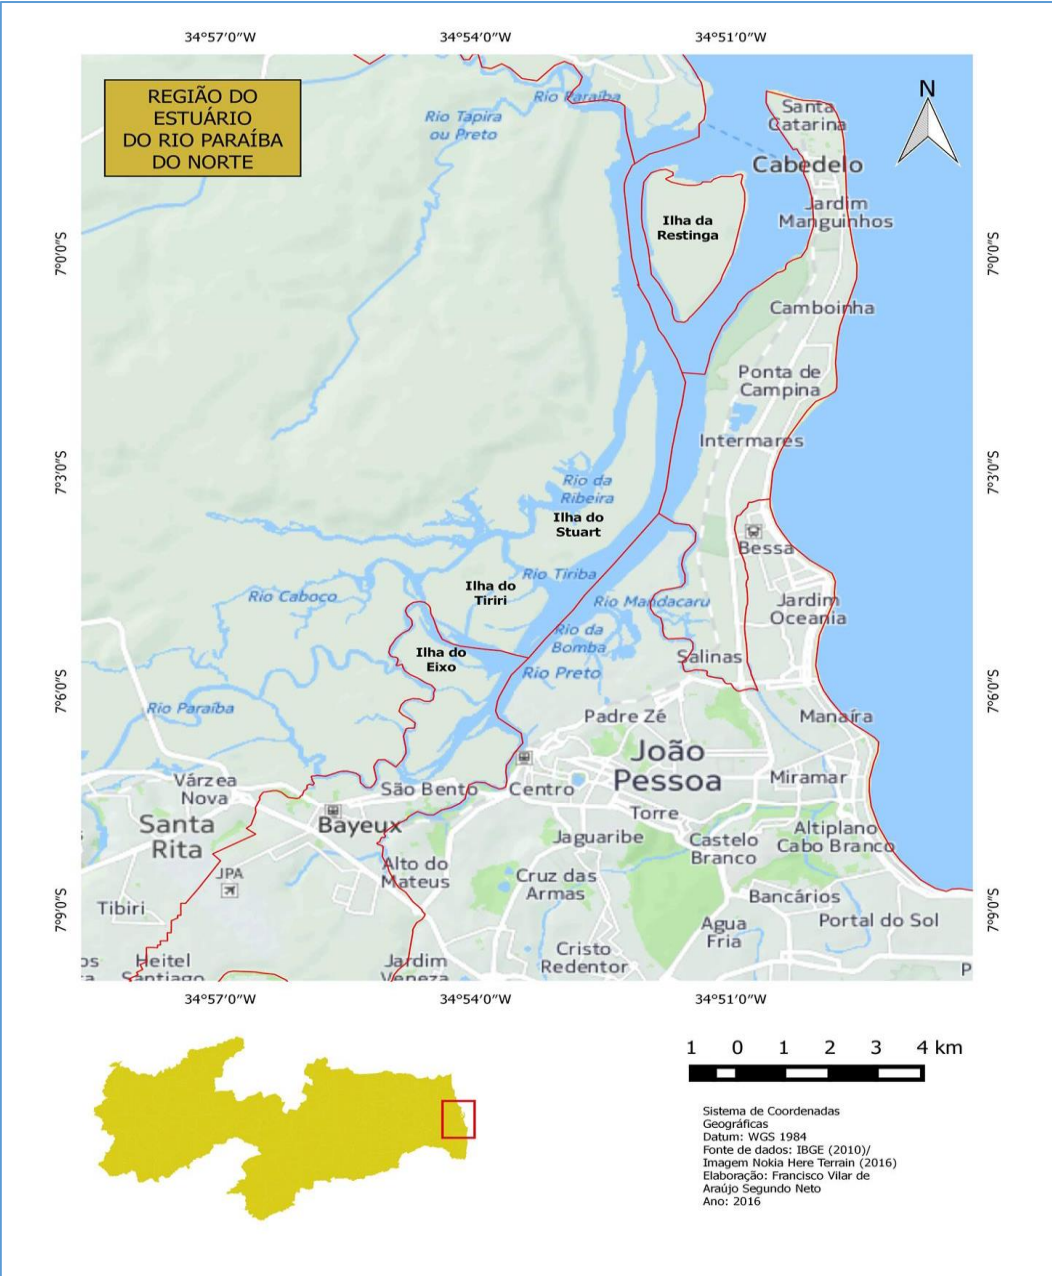 34°57'0"W 34°54'0"W 34°51'0"W
REGIÃO DO
ESTUÁRIO
DO RIO PARAÍBA
DO NORTE
N
Rio Paraíba
Rio Tapira
ou Preto
Santa
Catarina
Cabedelo
Jardim
Manguinhos
Ilha da
Restinga
7°0'0"S
7°0'0"S
Camboinha
Ponta de
Campina
Intermares
7°3'0"S
7°3'0"S
Rio da
Ribeira
Ilha do
Stuart
Bessa
Rio Tiriba
Ilha do
Tiriri
Rio Caboço
Rio Mandacaru
Jardim
Oceania
Rio da
Bomba
Ilha do
Eixo
Salinas
Rio Preto
7°6'0"S
7°6'0"S
Rio Paraíba
Padre Zé
Manaíra
João
Pessoa
Várzea
Nova
São Bento
Centro
Miramar
Torre
Santa
Rita
Bayeux
Jaguaribe
Castelo
Branco
Altiplano
Cabo Branco
Alto do
Mateus
JPA
Cruz das
Armas
Bancários
Tibiri
7°9'0"S
7°9'0"S
Agua
Fria
Portal do Sol
Cristo
Redentor
os
Heitel
Santiago
Jardim
Veneza
P
34°57'0"W 34°54'0"W 34°51'0"W
1 0 1 2 3 4 km
Sistema de Coordenadas
Geográficas
Datum: WGS 1984
Fonte de dados: IBGE (2010)/
Imagem Nokia Here Terrain (2016)
Elaboração: Francisco Vilar de
Araújo Segundo Neto
Ano: 2016